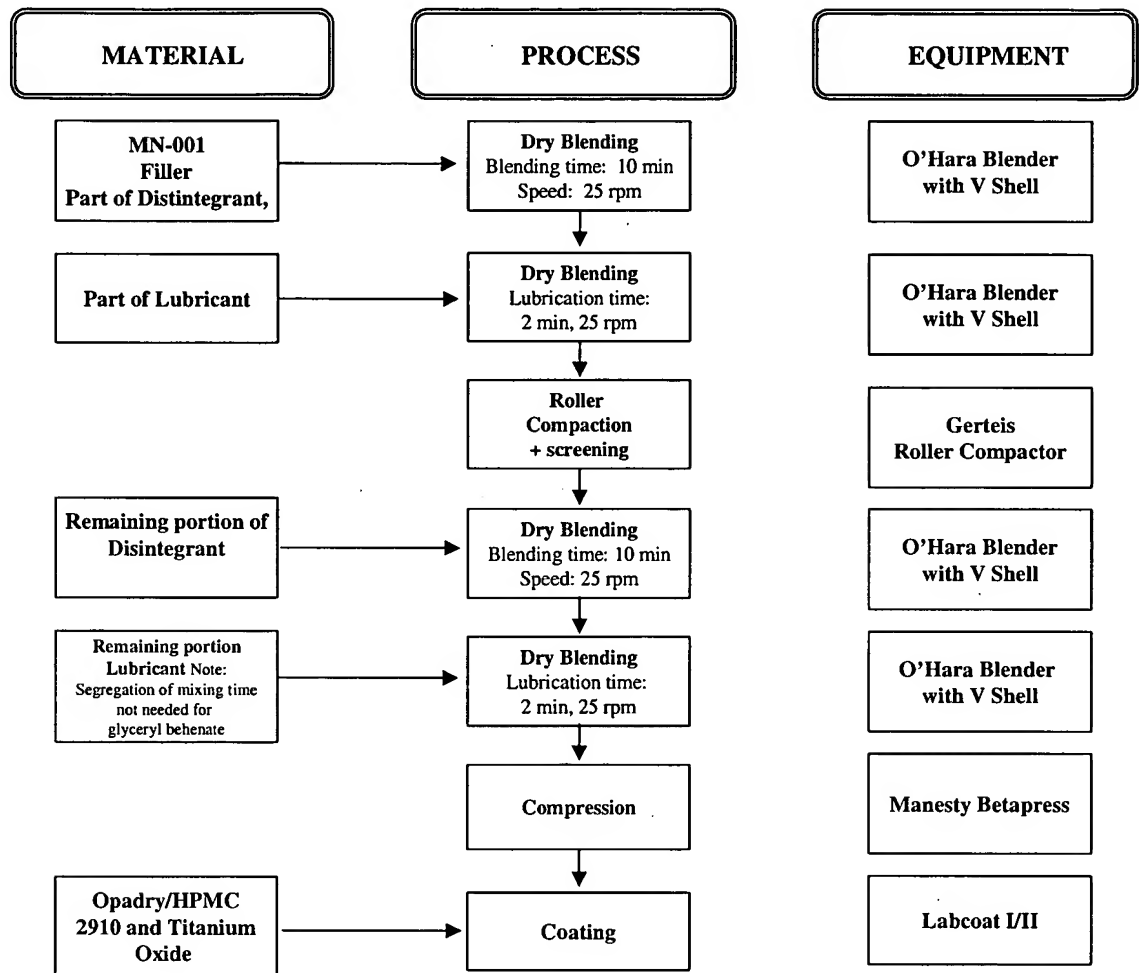 MATERIAL
PROCESS
EQUIPMENT
MN-001
Filler
Part of Distintegrant,
Dry Blending
Blending time: 10 min
Speed: 25 rpm
O'Hara Blender
with V Shell
Part of Lubricant
Dry Blending
Lubrication time:
2 min, 25 rpm
O'Hara Blender
with V Shell
Roller
Compaction
+ screening
Gerteis
Roller Compactor
Remaining portion of
Disintegrant
Dry Blending
Blending time: 10 min
Speed: 25 rpm
O'Hara Blender
with V Shell
Remaining portion
Lubricant Note:
Segregation of mixing time
not needed for
glyceryl behenate
Dry Blending
Lubrication time:
2 min, 25 rpm
O'Hara Blender
with V Shell
Compression
Manesty Betapress
Opadry/HPMC
2910 and Titanium
Oxide
Coating
Labcoat I/II